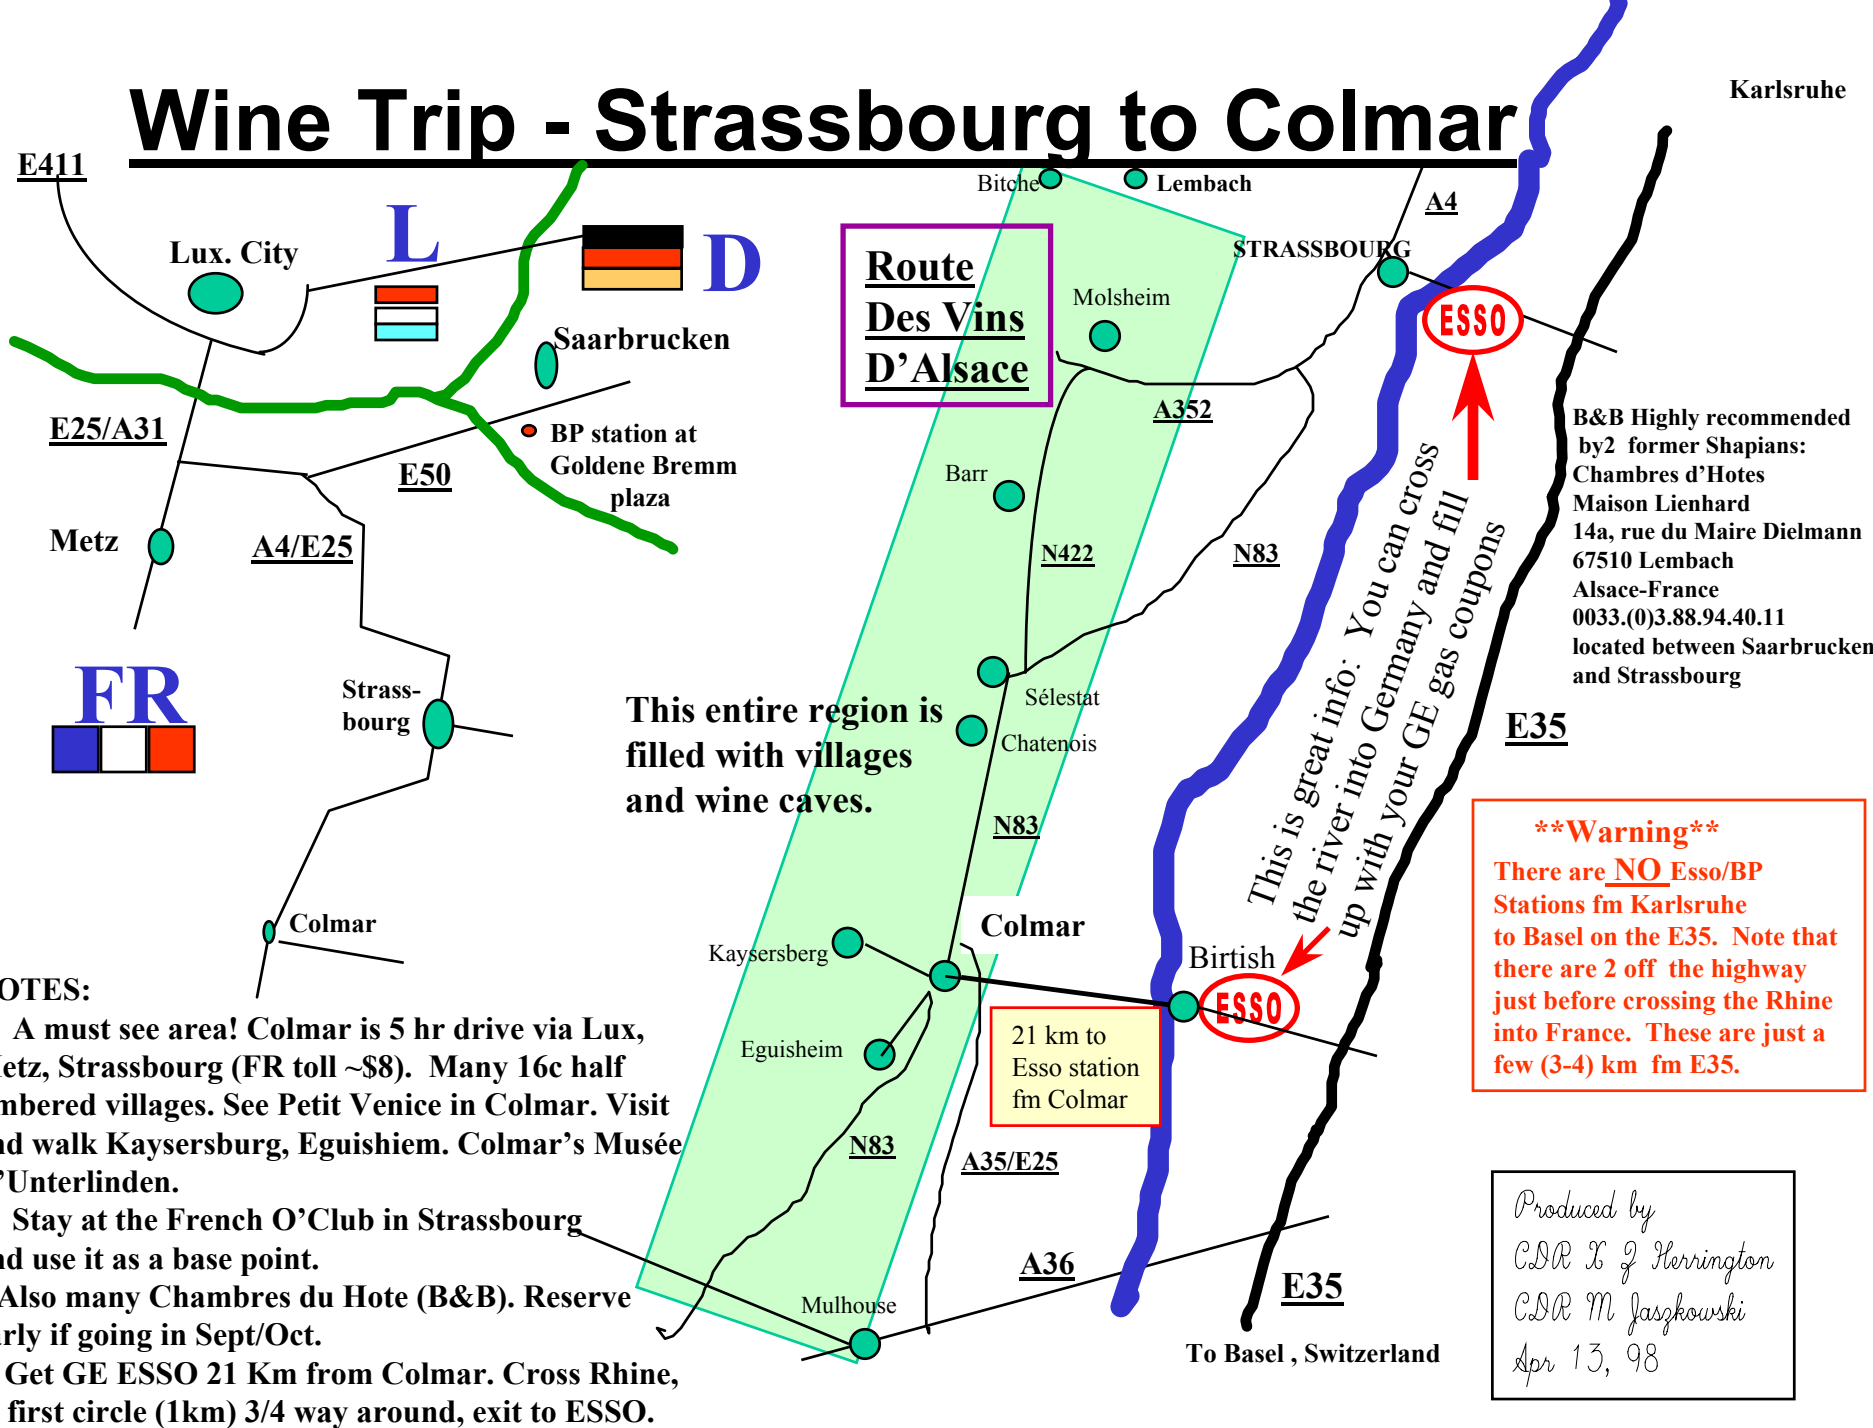 Wine Trip - Strassbourg to Colmar
Karlsruhe
E411
Lux. City
L
D
Saarbrucken
E25/A31
BP station at
Goldene Bremm
plaza
E50
Metz
A4/E25
FR
Strass-
bourg
Colmar
Bitche
Lembach
A4
STRASSBOURG
Route
Des Vins
D’Alsace
Molsheim
ESSO
A352
Barr
N422
N83
Sélestat
Chatenois
This entire region is
filled with villages
and wine caves.
N83
This is great info: You can cross
the river into Germany and fill
up with your GE gas coupons
B&B Highly recommended
by2 former Shapians:
Chambres d’Hotes
Maison Lienhard
14a, rue du Maire Dielmann
67510 Lembach
Alsace-France
0033.(0)3.88.94.40.11
located between Saarbrucken
and Strassbourg
E35
**Warning**
There are NO Esso/BP
Stations fm Karlsruhe
to Basel on the E35. Note that
there are 2 off the highway
just before crossing the Rhine
into France. These are just a
few (3-4) km fm E35.
Colmar
Kaysersberg
Birtish
ESSO
Eguisheim
21 km to
Esso station
fm Colmar
N83
A35/E25
A36
E35
Mulhouse
To Basel , Switzerland
OTES:
A must see area! Colmar is 5 hr drive via Lux,
etz, Strassbourg (FR toll ~$8). Many 16c half
mbered villages. See Petit Venice in Colmar. Visit
nd walk Kaysersburg, Eguishiem. Colmar’s Musée
’Unterlinden.
Stay at the French O’Club in Strassbourg
nd use it as a base point.
Also many Chambres du Hote (B&B). Reserve
arly if going in Sept/Oct.
Get GE ESSO 21 Km from Colmar. Cross Rhine,
first circle (1km) 3/4 way around, exit to ESSO.
Produced by
CDR X J Herrington
CDR M Jaszkowski
Apr 13, 98